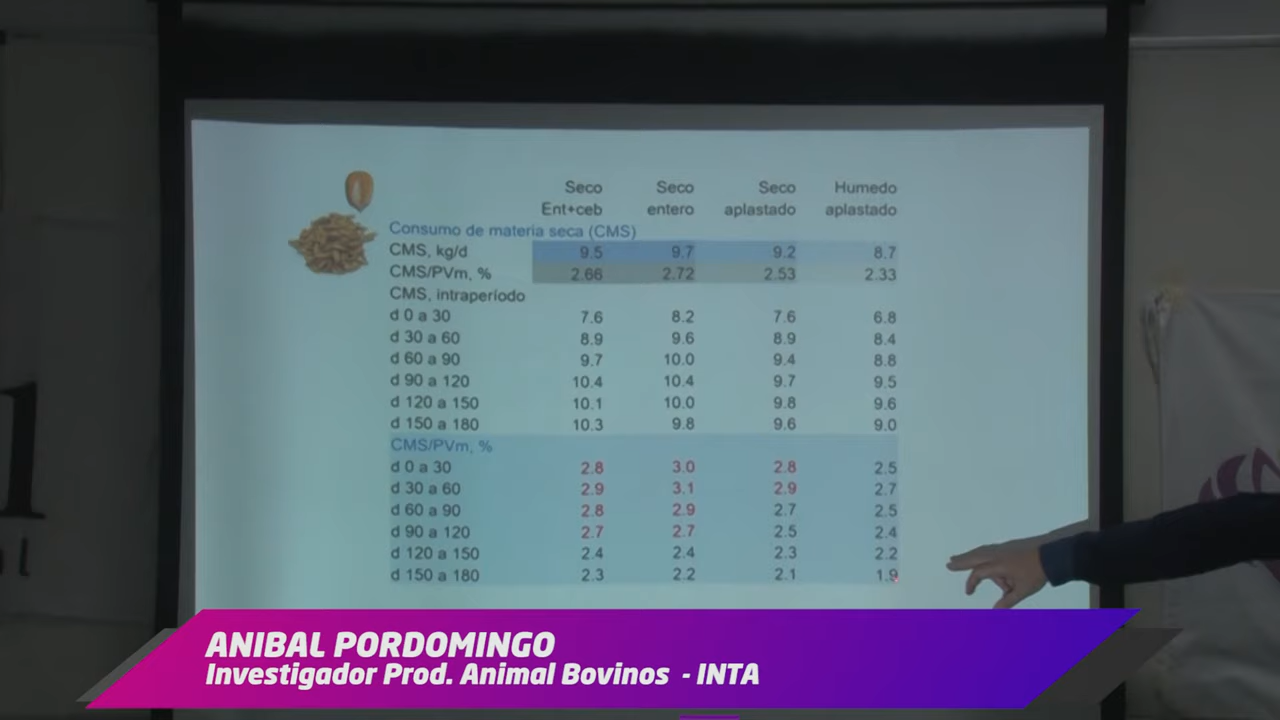 Seco Seco Seco Humedo
Ent+ceb entero aplastado aplastado
Consumo de materia seca (CMS)
CMS, kg/d 9.5 9.7 9.2 8.7
CMS/PVm, % 2.66 2.72 2.53 2.33
CMS, intraperíodo
d 0 a 30 7.6 8.2 7.6 6.8
d 30 a 60 8.9 9.6 8.9 8.4
d 60 a 90 9.7 10.0 9.4 8.8
d 90 a 120 10.4 10.4 9.7 9.5
d 120 a 150 10.1 10.0 9.8 9.6
d 150 a 180 10.3 9.8 9.6 9.0
CMS/PVm, %
d 0 a 30 2.8 3.0 2.8 2.5
d 30 a 60 2.9 3.1 2.9 2.7
d 60 a 90 2.8 2.9 2.7 2.5
d 90 a 120 2.7 2.7 2.5 2.4
d 120 a 150 2.4 2.4 2.3 2.2
d 150 a 180 2.3 2.2 2.1 1.9
ANIBAL PORDOMINGO
Investigador Prod. Animal Bovinos - INTA